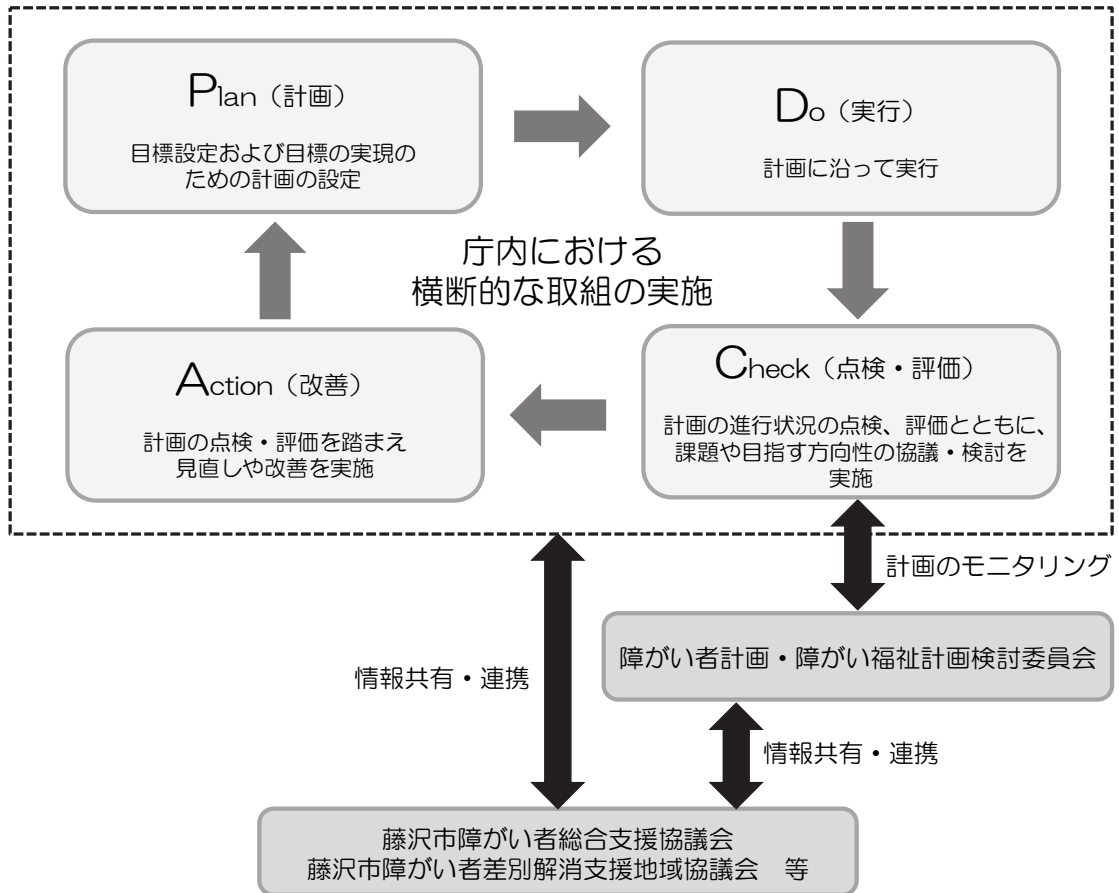 Plan（計画）
目標設定および目標の実現の
ための計画の設定
Do（実行）
計画に沿って実行
庁内における
横断的な取組の実施
Action（改善）
計画の点検・評価を踏まえ
見直しや改善を実施
Check（点検・評価）
計画の進行状況の点検、評価とともに、
課題や目指す方向性の協議・検討を
実施
計画のモニタリング
障がい者計画・障がい福祉計画検討委員会
情報共有・連携
情報共有・連携
藤沢市障がい者総合支援協議会
藤沢市障がい者差別解消支援地域協議会　等